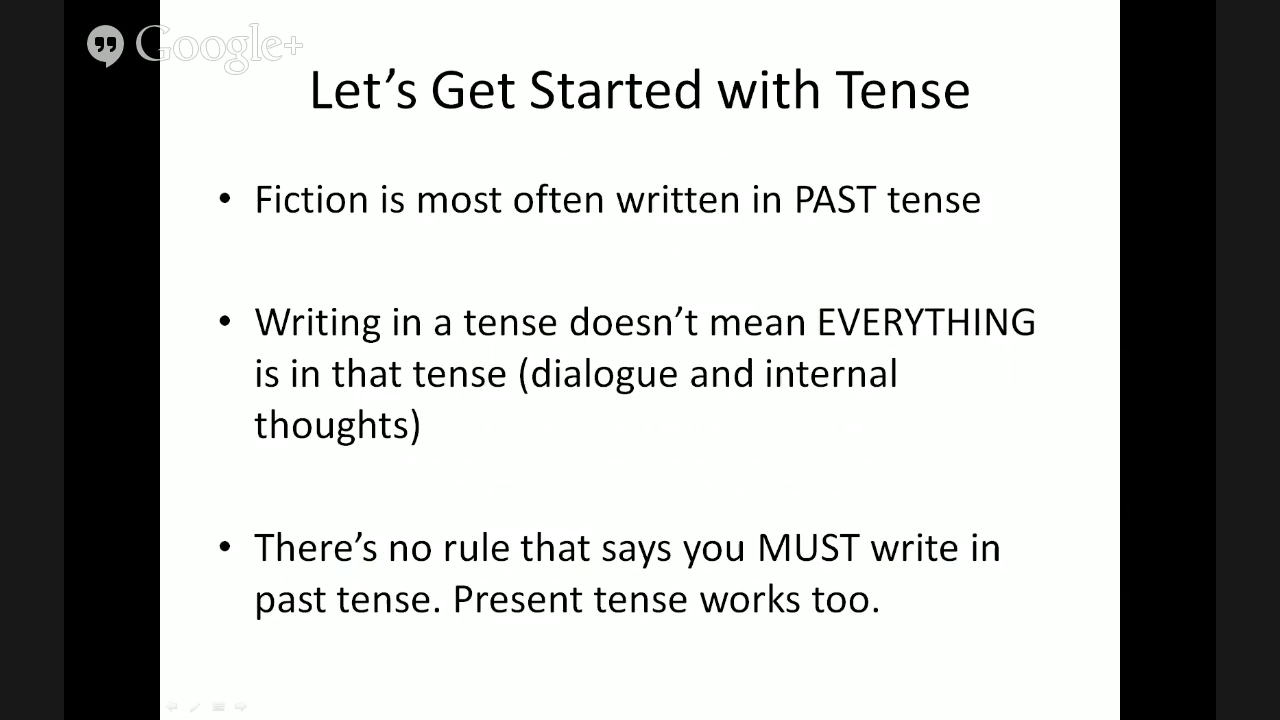 Google+
Let’s Get Started with Tense
• Fiction is most often written in PAST tense
• Writing in a tense doesn’t mean EVERYTHING
is in that tense (dialogue and internal
thoughts)
• There’s no rule that says you MUST write in
past tense. Present tense works too.